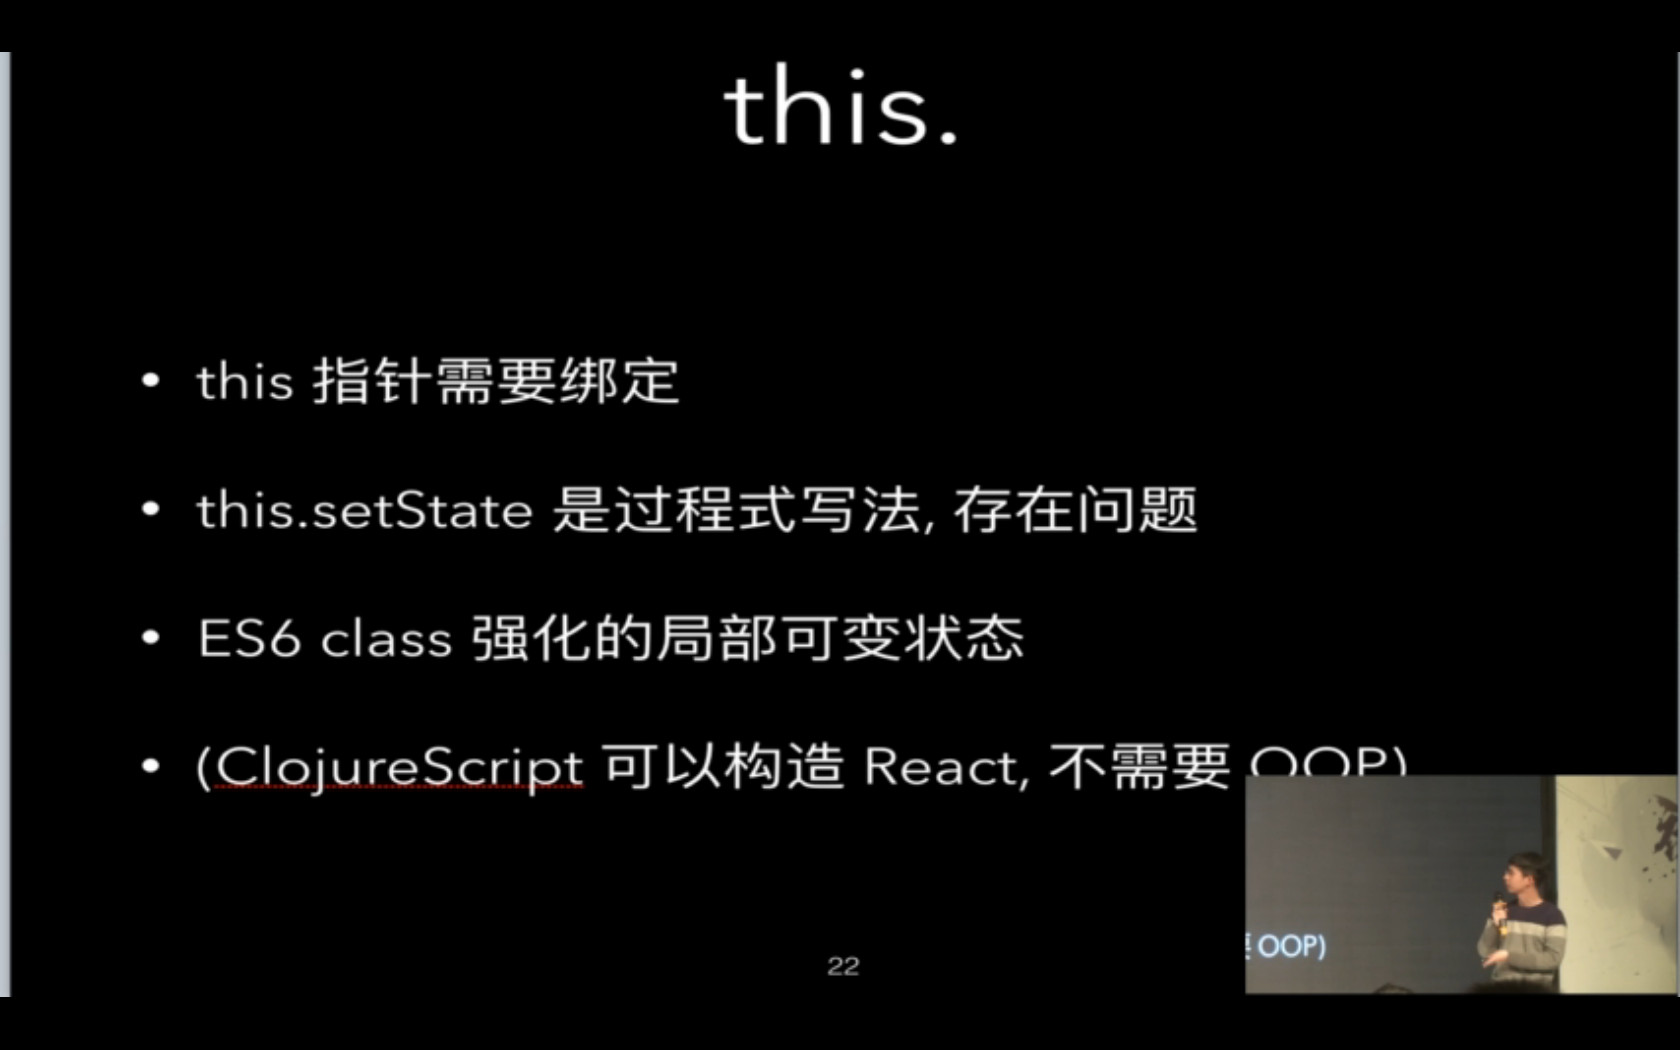 this.
• this 指针需要绑定
• this.setState 是过程式写法, 存在问题
• ES6 class 强化的局部可变状态
• (ClojureScript 可以构造 React, 不需要 OOP)
要 OOP)
22